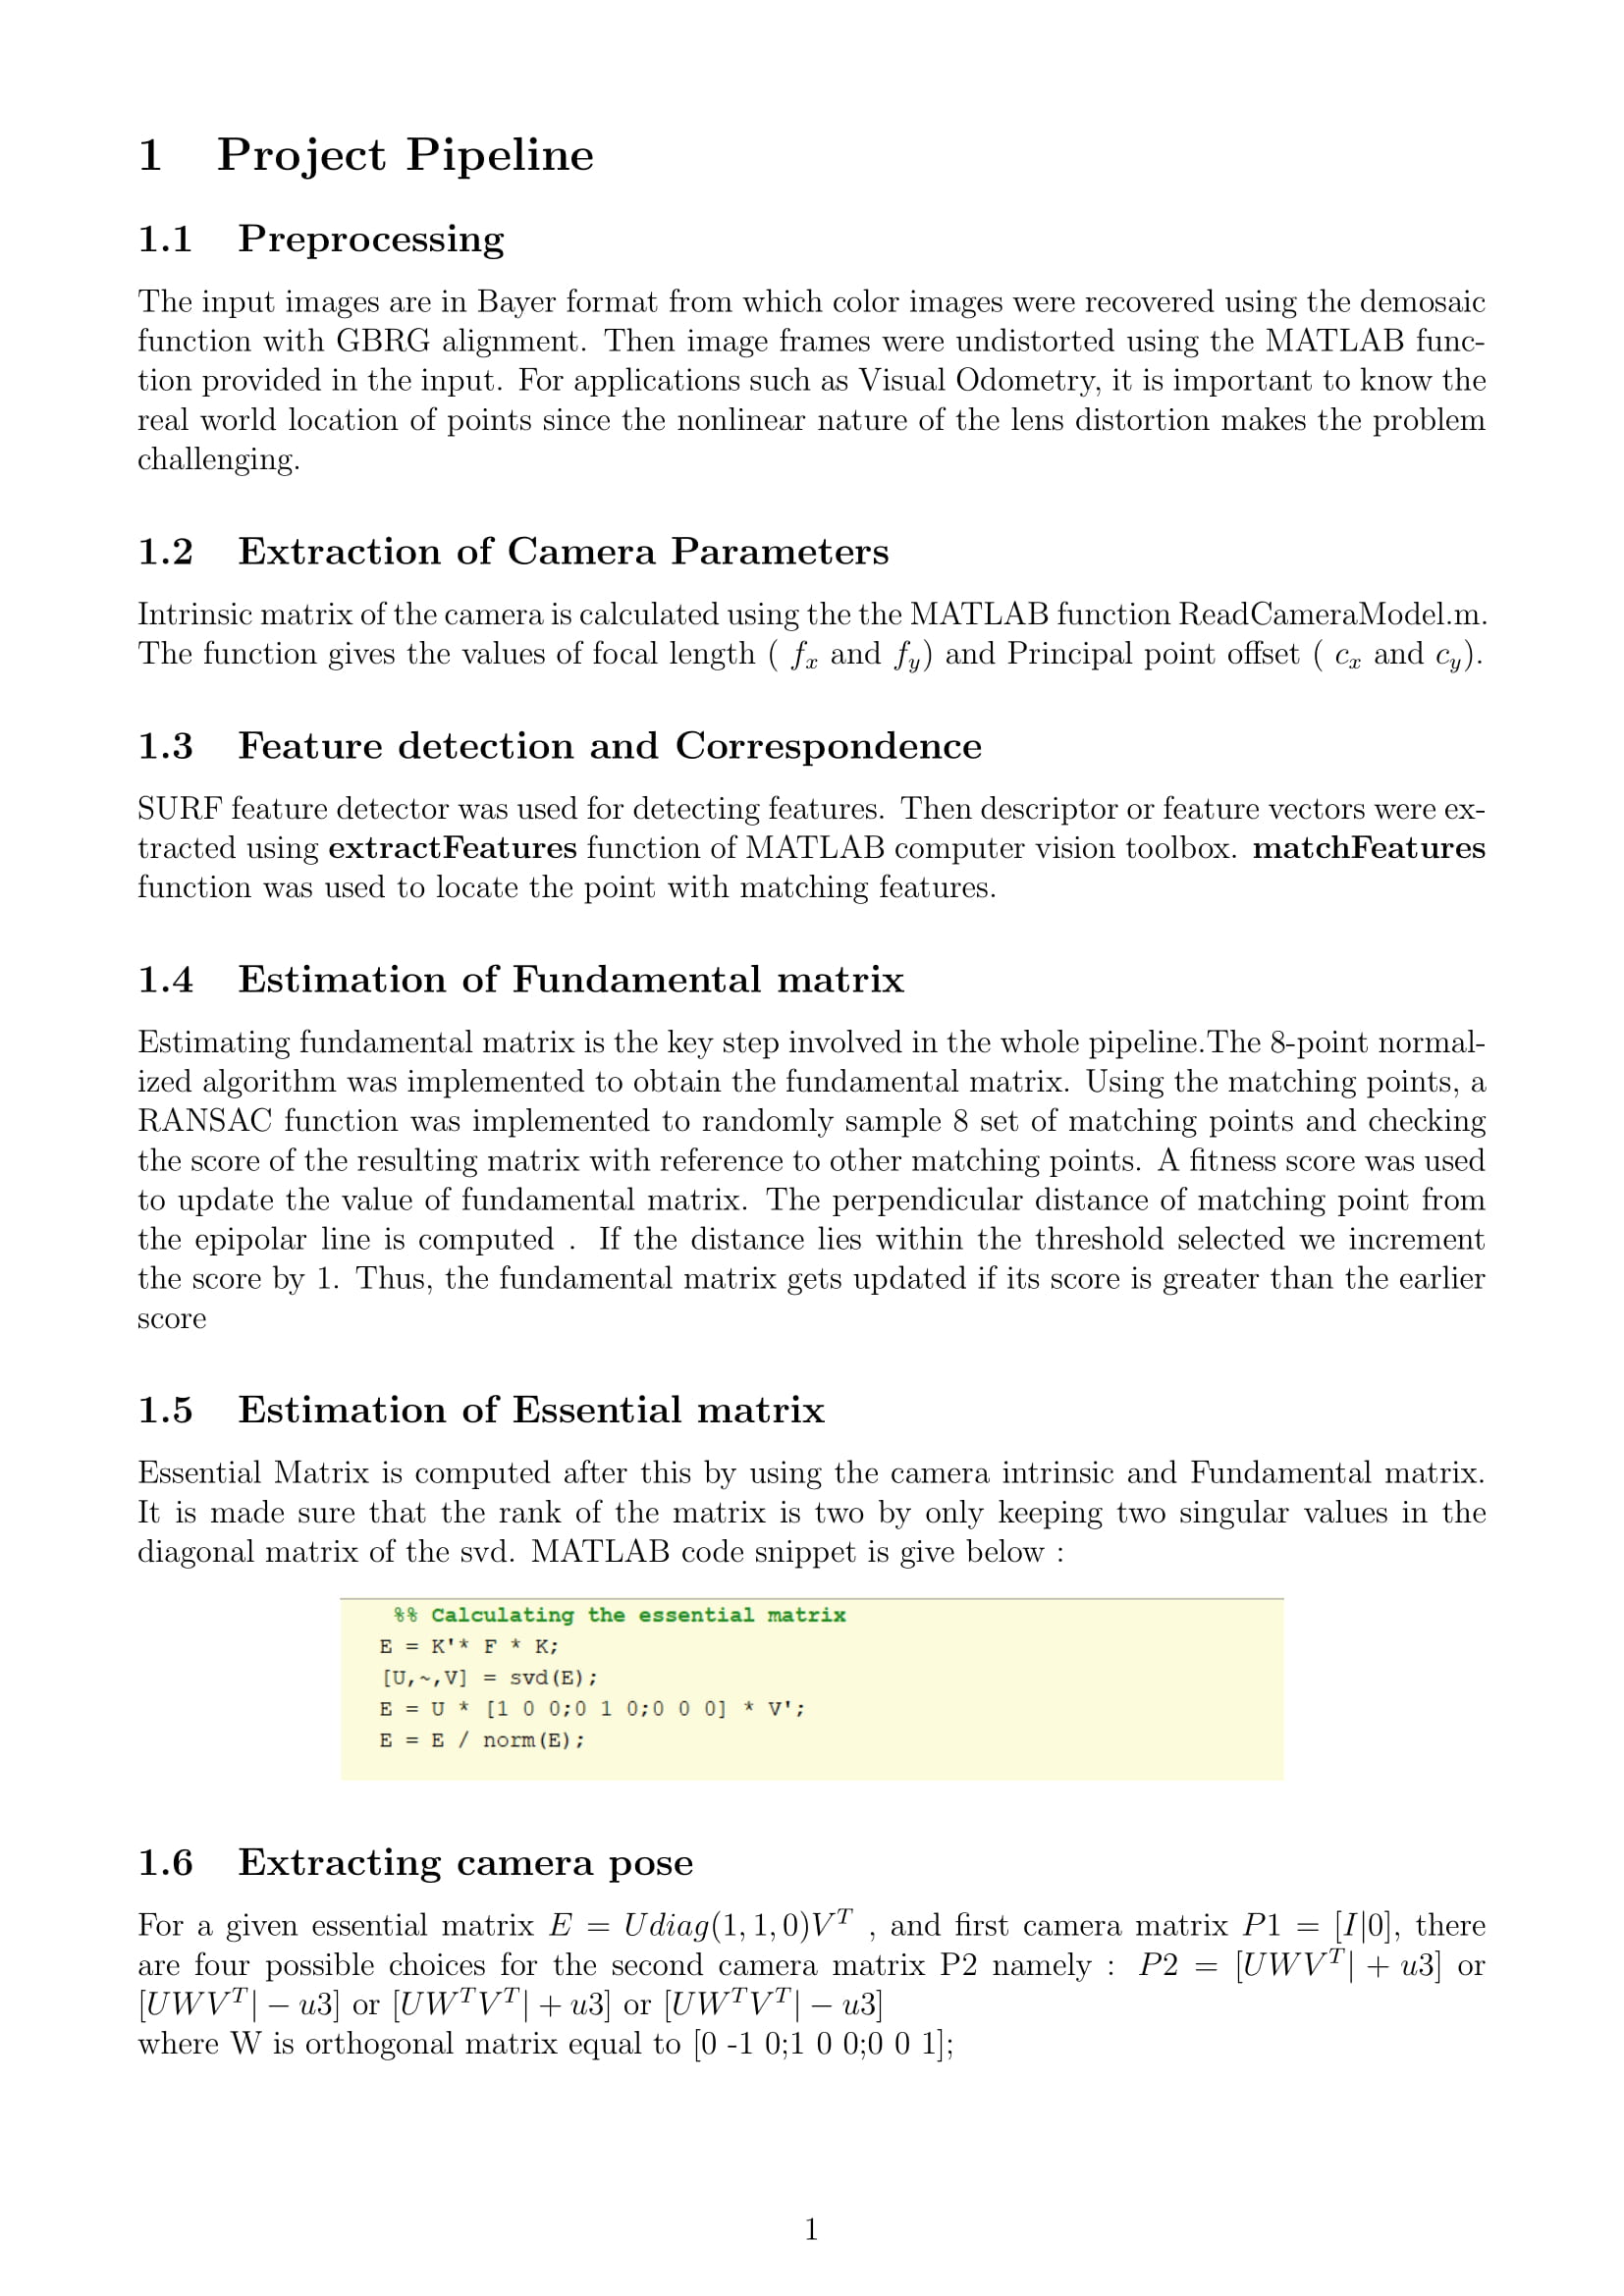 1 Project Pipeline
1.1 Preprocessing
The input images are in Bayer format from which color images were recovered using the demosaic
function with GBRG alignment. Then image frames were undistorted using the MATLAB func-
tion provided in the input. For applications such as Visual Odometry, it is important to know the
real world location of points since the nonlinear nature of the lens distortion makes the problem
challenging.
1.2 Extraction of Camera Parameters
Intrinsic matrix of the camera is calculated using the the MATLAB function ReadCameraModel.m.
The function gives the values of focal length ( $f_x$ and $f_y$) and Principal point offset ( $c_x$ and $c_y$).
1.3 Feature detection and Correspondence
SURF feature detector was used for detecting features. Then descriptor or feature vectors were ex-
tracted using extractFeatures function of MATLAB computer vision toolbox. matchFeatures
function was used to locate the point with matching features.
1.4 Estimation of Fundamental matrix
Estimating fundamental matrix is the key step involved in the whole pipeline.The 8-point normal-
ized algorithm was implemented to obtain the fundamental matrix. Using the matching points, a
RANSAC function was implemented to randomly sample 8 set of matching points and checking
the score of the resulting matrix with reference to other matching points. A fitness score was used
to update the value of fundamental matrix. The perpendicular distance of matching point from
the epipolar line is computed . If the distance lies within the threshold selected we increment
the score by 1. Thus, the fundamental matrix gets updated if its score is greater than the earlier
score
1.5 Estimation of Essential matrix
Essential Matrix is computed after this by using the camera intrinsic and Fundamental matrix.
It is made sure that the rank of the matrix is two by only keeping two singular values in the
diagonal matrix of the svd. MATLAB code snippet is give below :
%% Calculating the essential matrix
E = K'* F * K;
[U,~,V] = svd(E);
E = U * [1 0 0;0 1 0;0 0 0] * V';
E = E / norm(E);
1.6 Extracting camera pose
For a given essential matrix $E = Udiag(1,1,0)V^T$ , and first camera matrix $P1 = [I|0]$, there
are four possible choices for the second camera matrix P2 namely : $P2 = [UWV^T| + u3]$ or
$[UWV^T| - u3]$ or $[UW^TV^T| + u3]$ or $[UW^TV^T| - u3]$
where W is orthogonal matrix equal to [0 -1 0;1 0 0;0 0 1];
1